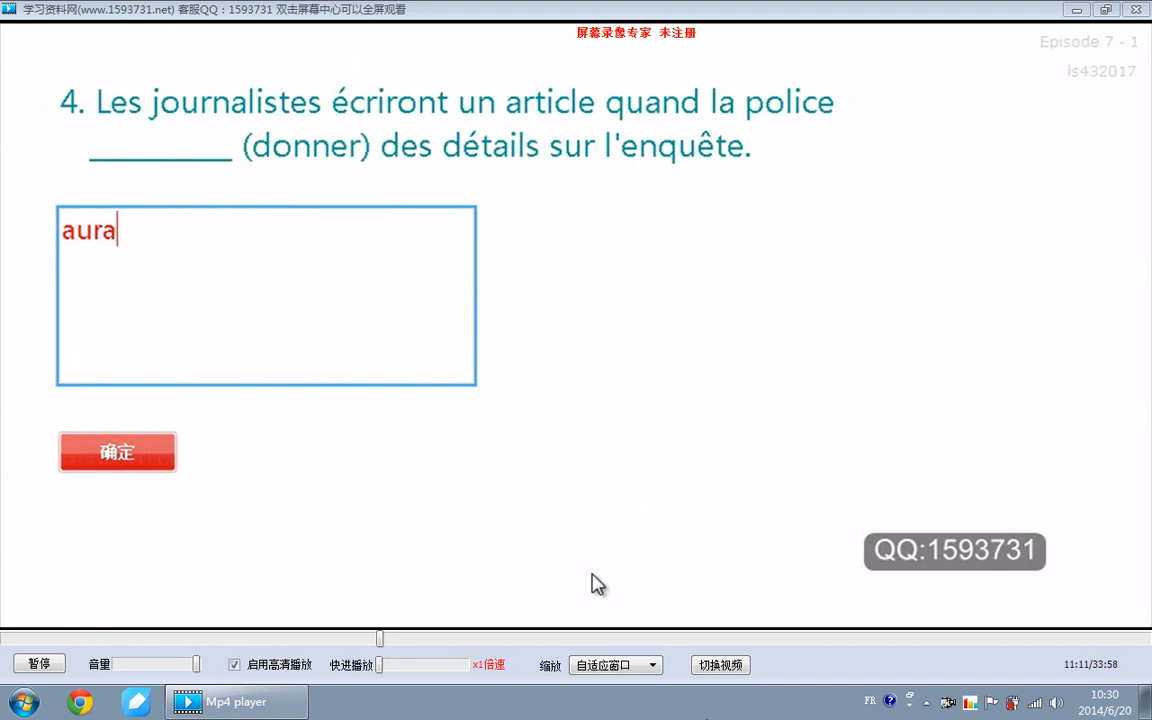 学习资料网(www.1593731.net) 客服QQ：1593731 双击屏幕中心可以全屏观看
屏幕录像专家 未注册
Episode 7 - 1
ls432017
4. Les journalistes écriront un article quand la police
_________ (donner) des détails sur l'enquête.
aura
确定
QQ:1593731
暂停 音量 启用高清播放 快进播放 x1倍速 缩放 自适应窗口 切换视频 11:11/33:58
Mp4 player FR 10:30
2014/6/20